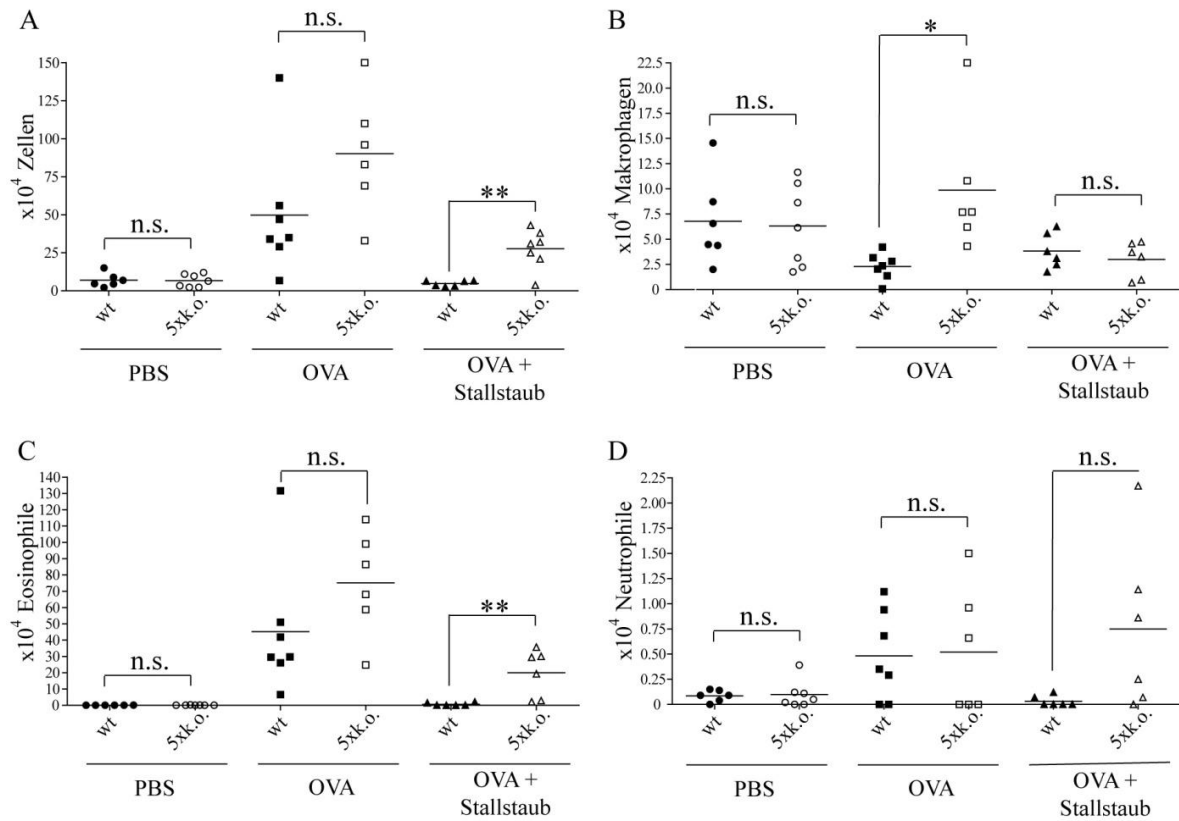 A
n.s.
150
125
100
75
50
25
0
x10⁴ Zellen
n.s.
**
wt
5xk.o.
wt
5xk.o.
wt
5xk.o.
PBS
OVA
OVA +
Stallstaub
B
*
22.5
20.0
17.5
15.0
12.5
10.0
7.5
5.0
2.5
0
x10⁴ Makrophagen
n.s.
n.s.
wt
5xk.o.
wt
5xk.o.
wt
5xk.o.
PBS
OVA
OVA +
Stallstaub
C
n.s.
140
130
120
110
100
90
80
70
60
50
40
30
20
10
0
x10⁴ Eosinophile
n.s.
**
wt
5xk.o.
wt
5xk.o.
wt
5xk.o.
PBS
OVA
OVA +
Stallstaub
D
n.s.
2.25
2.00
1.75
1.50
1.25
1.00
0.75
0.50
0.25
0
x10⁴ Neutrophile
n.s.
n.s.
wt
5xk.o.
wt
5xk.o.
wt
5xk.o.
PBS
OVA
OVA +
Stallstaub